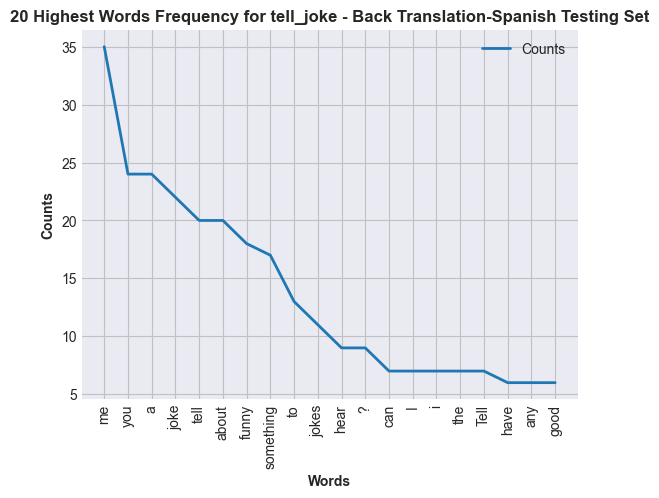 20 Highest Words Frequency for tell_joke - Back Translation-Spanish Testing Set
Counts
35
30
25
20
15
10
5
Counts
me
you
a
joke
tell
about
funny
something
to
jokes
hear
?
can
I
i
the
Tell
have
any
good
Words